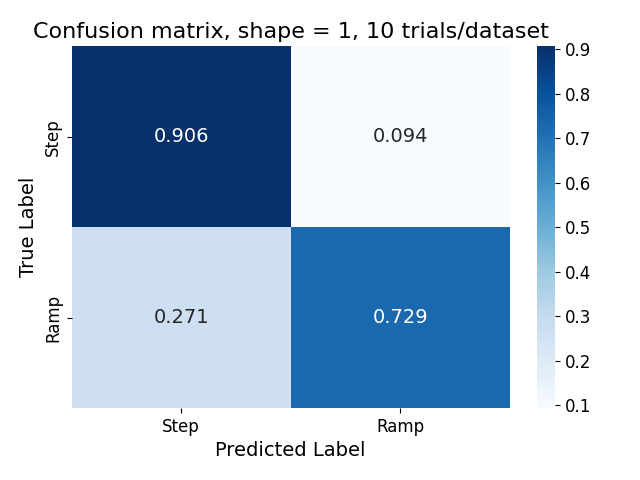 Confusion matrix, shape = 1, 10 trials/dataset
True Label
Step
Ramp
0.906
0.094
0.271
0.729
Step
Ramp
Predicted Label
0.9
0.8
0.7
0.6
0.5
0.4
0.3
0.2
0.1